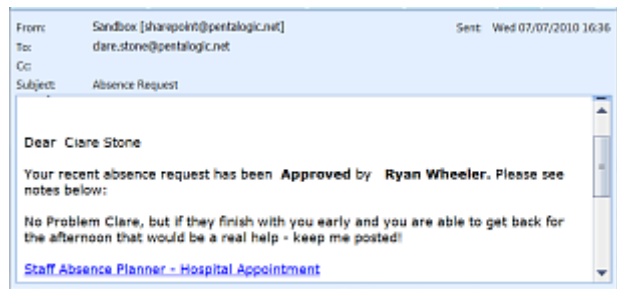 From: Sandbox [sharepoint@pentalogic.net] Sent: Wed 07/07/2010 16:36
To: clare.stone@pentalogic.net
Cc:
Subject: Absence Request
Dear Clare Stone
Your recent absence request has been Approved by Ryan Wheeler. Please see
notes below:
No Problem Clare, but if they finish with you early and you are able to get back for
the afternoon that would be a real help - keep me posted!
Staff Absence Planner - Hospital Appointment